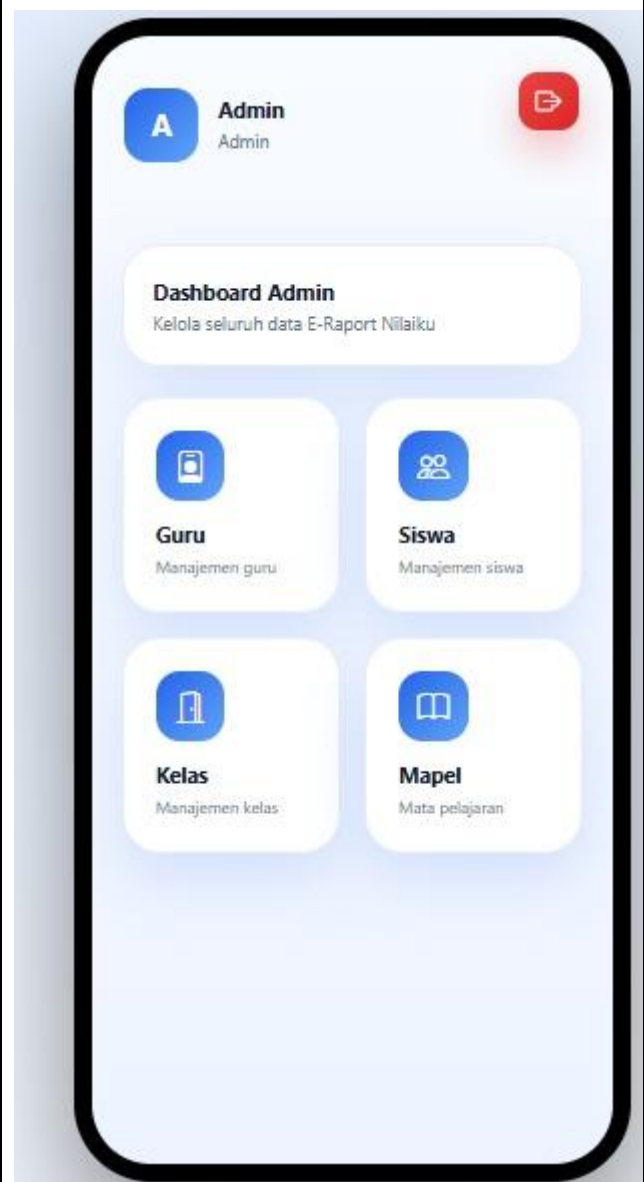 A
Admin
Admin
Dashboard Admin
Kelola seluruh data E-Raport Nilaiku
Guru
Manajemen guru
Siswa
Manajemen siswa
Kelas
Manajemen kelas
Mapel
Mata pelajaran